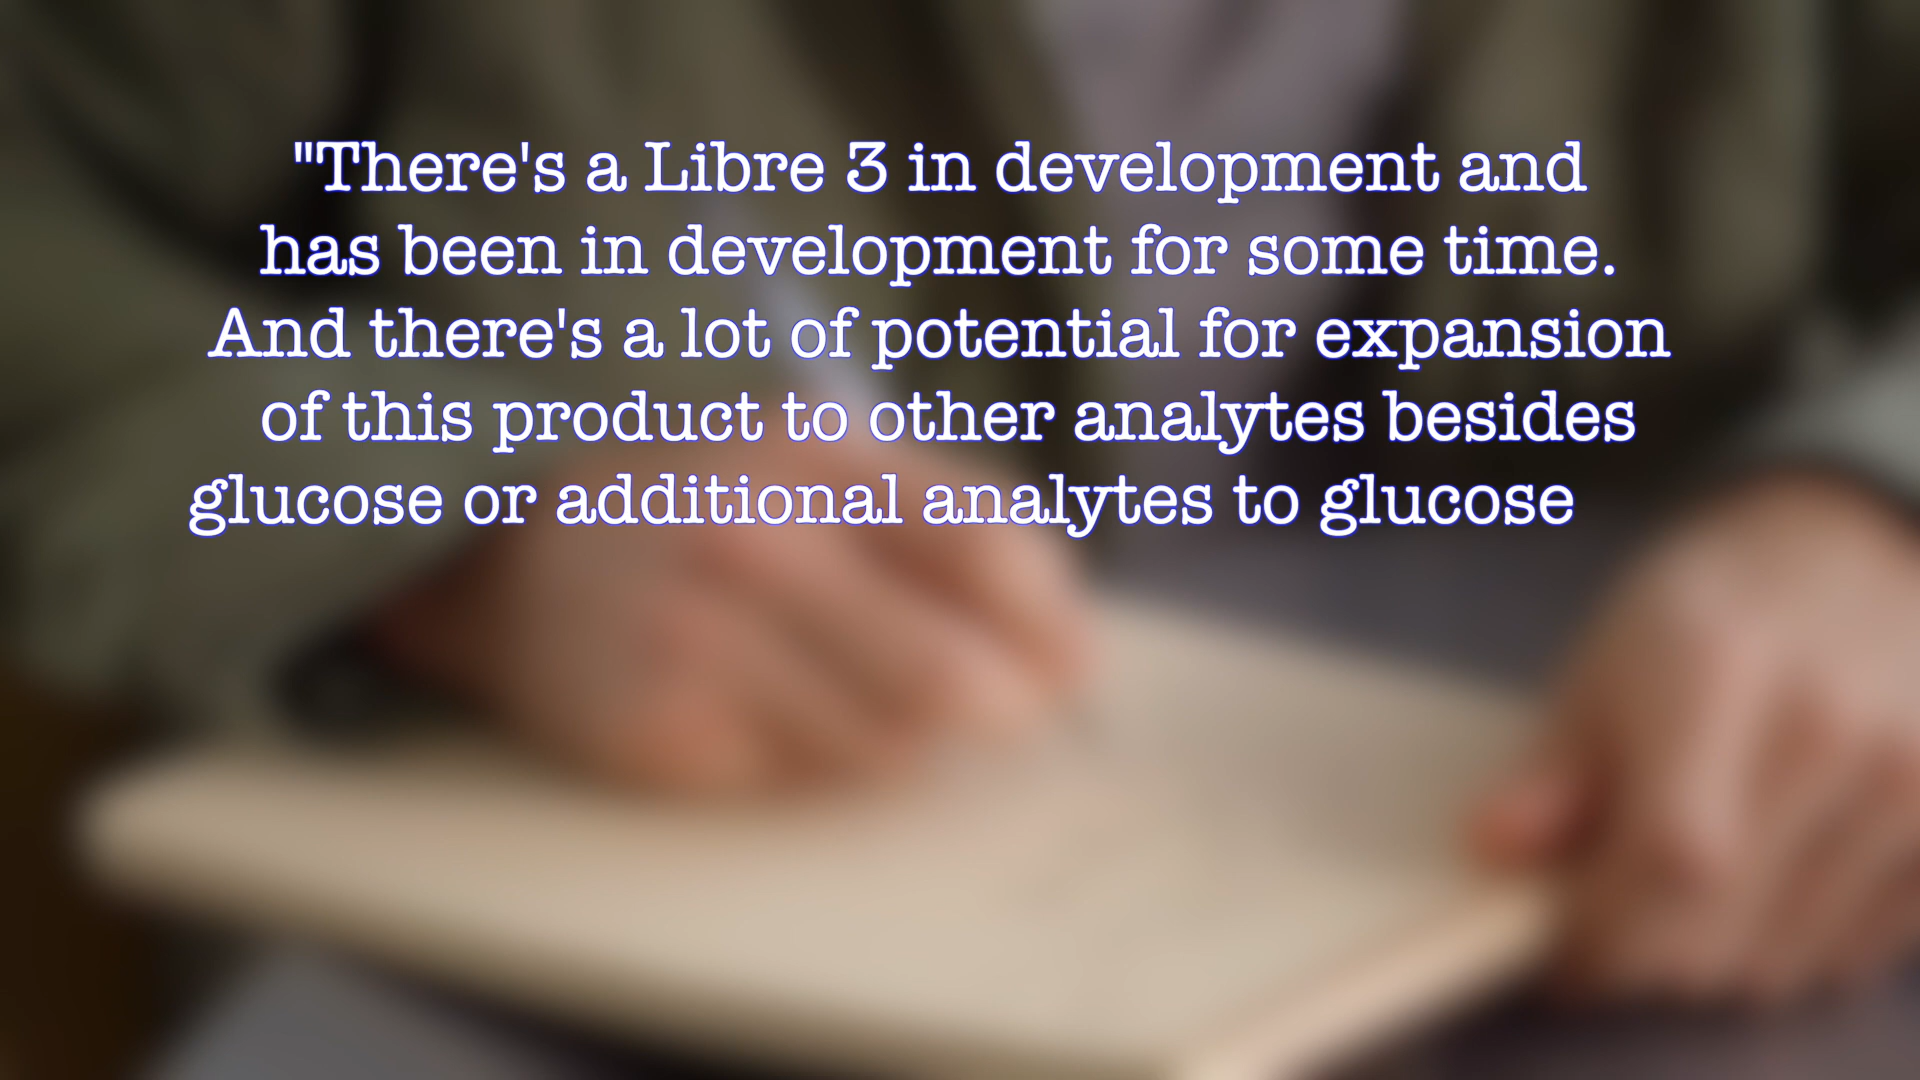 "There's a Libre 3 in development and
has been in development for some time.
And there's a lot of potential for expansion
of this product to other analytes besides
glucose or additional analytes to glucose